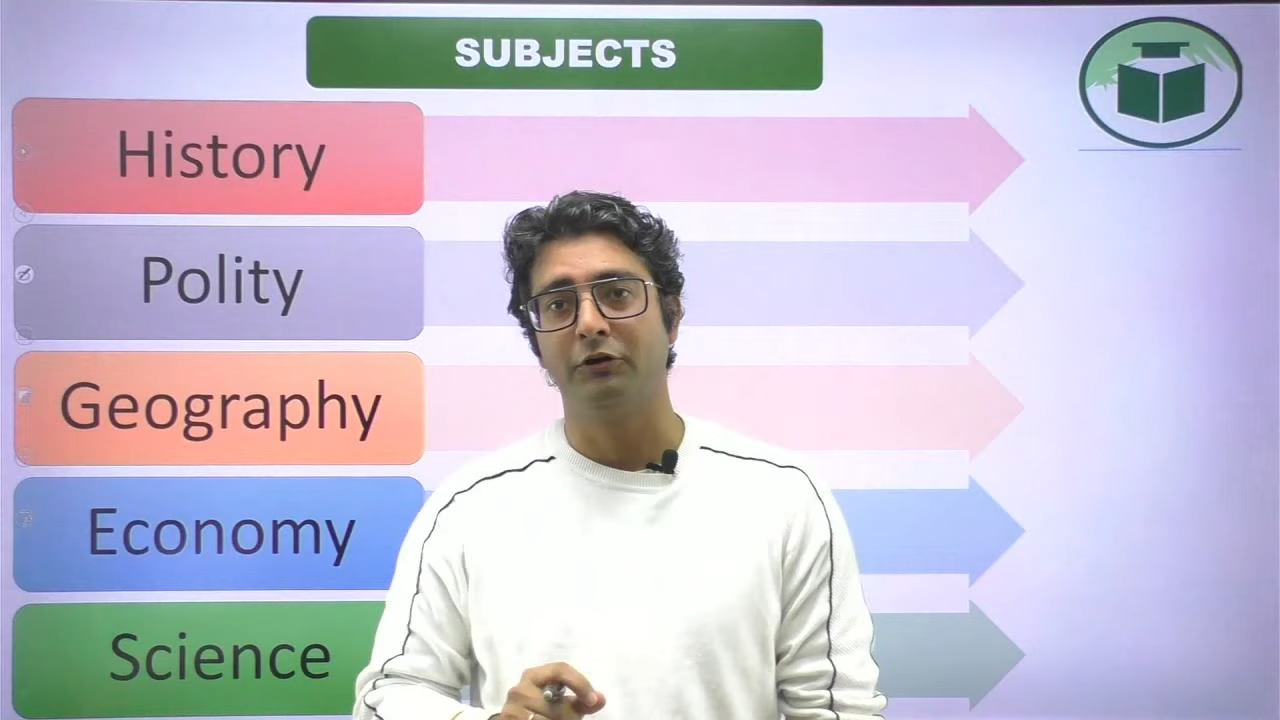 SUBJECTS
History
Polity
Geography
Economy
Science